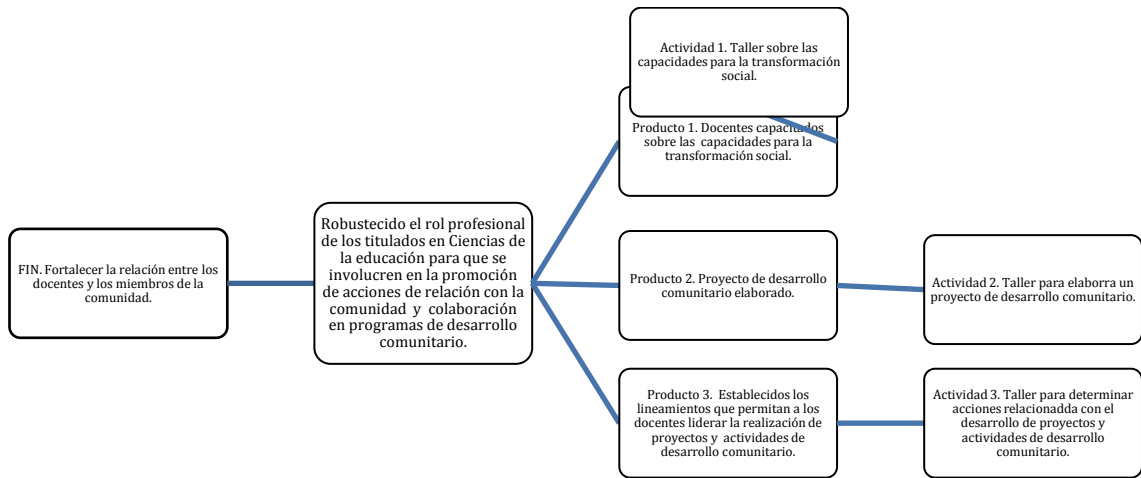 FIN. Fortalecer la relación entre los
docentes y los miembros de la
comunidad.
Robustecido el rol profesional
de los titulados en Ciencias de
la educación para que se
involucren en la promoción
de acciones de relación con la
comunidad y colaboración
en programas de desarrollo
comunitario.
Actividad 1. Taller sobre las
capacidades para la transformación
social.
Producto 1. Docentes capacitados
sobre las capacidades para la
transformación social.
Producto 2. Proyecto de desarrollo
comunitario elaborado.
Actividad 2. Taller para elaborra un
proyecto de desarrollo comunitario.
Producto 3. Establecidos los
lineamientos que permitan a los
docentes liderar la realización de
proyectos y actividades de
desarrollo comunitario.
Actividad 3. Taller para determinar
acciones relacionadda con el
desarrollo de proyectos y
actividades de desarrollo
comunitario.